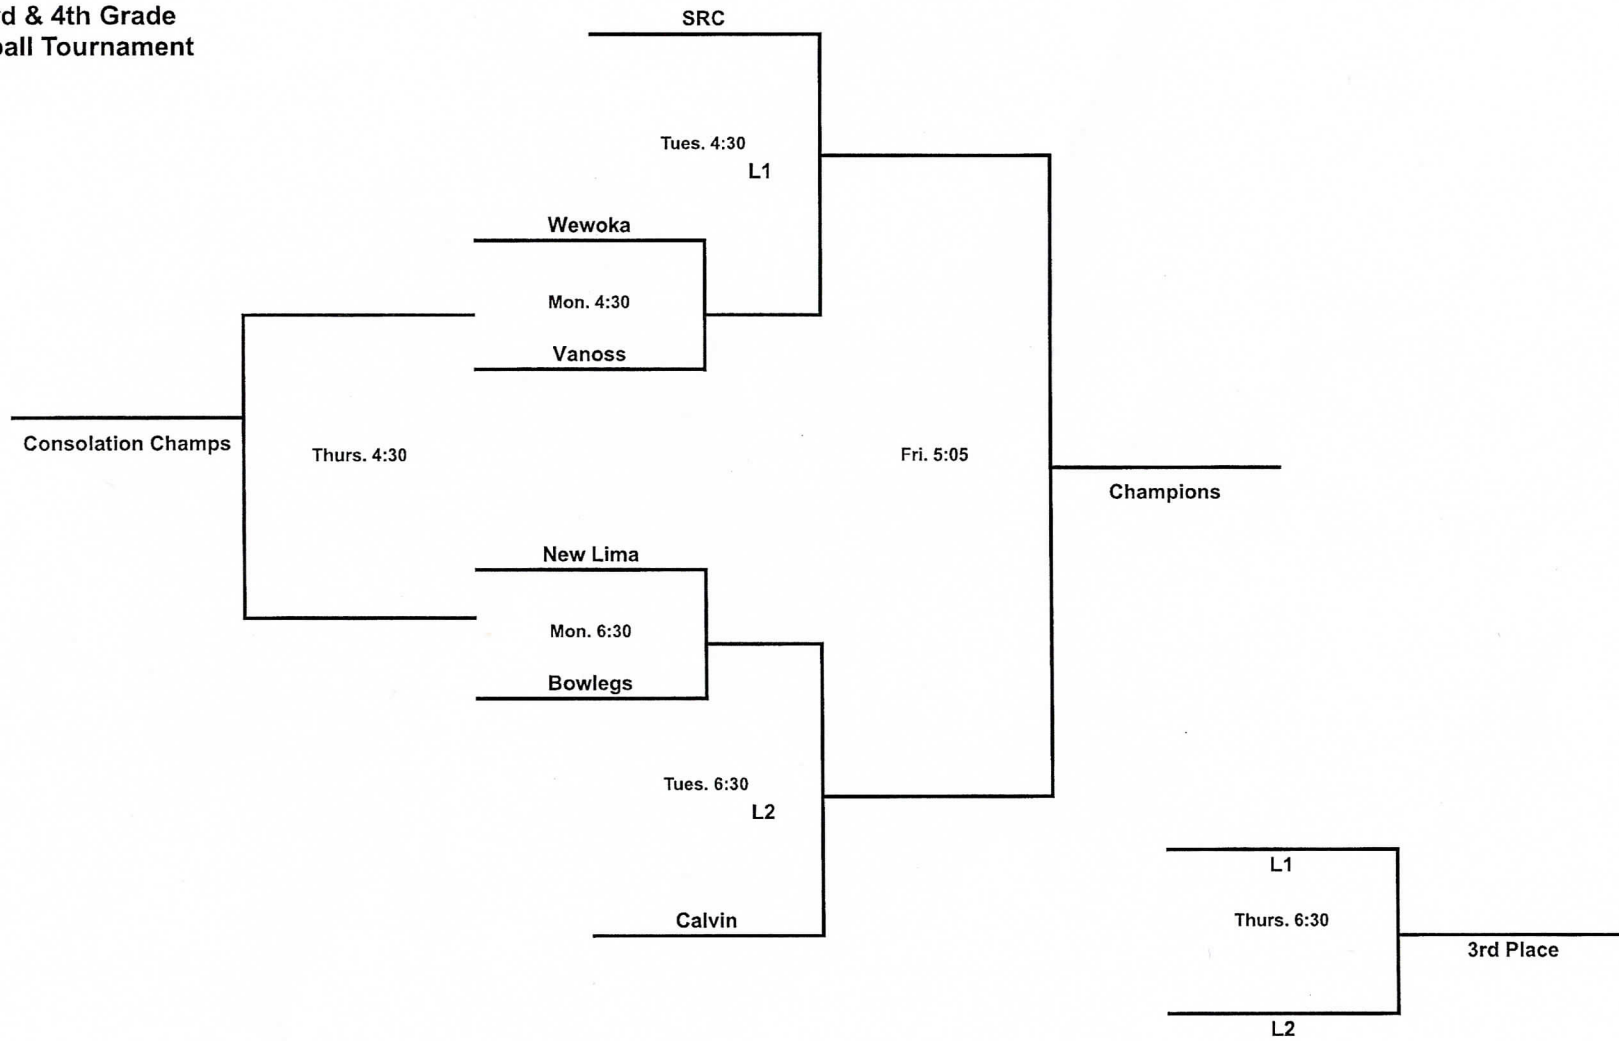 d & 4th Grade
ball Tournament
SRC
Tues. 4:30
L1
Wewoka
Mon. 4:30
Vanoss
Consolation Champs
Thurs. 4:30
Fri. 5:05
Champions
New Lima
Mon. 6:30
Bowlegs
Tues. 6:30
L2
Calvin
L1
Thurs. 6:30
3rd Place
L2